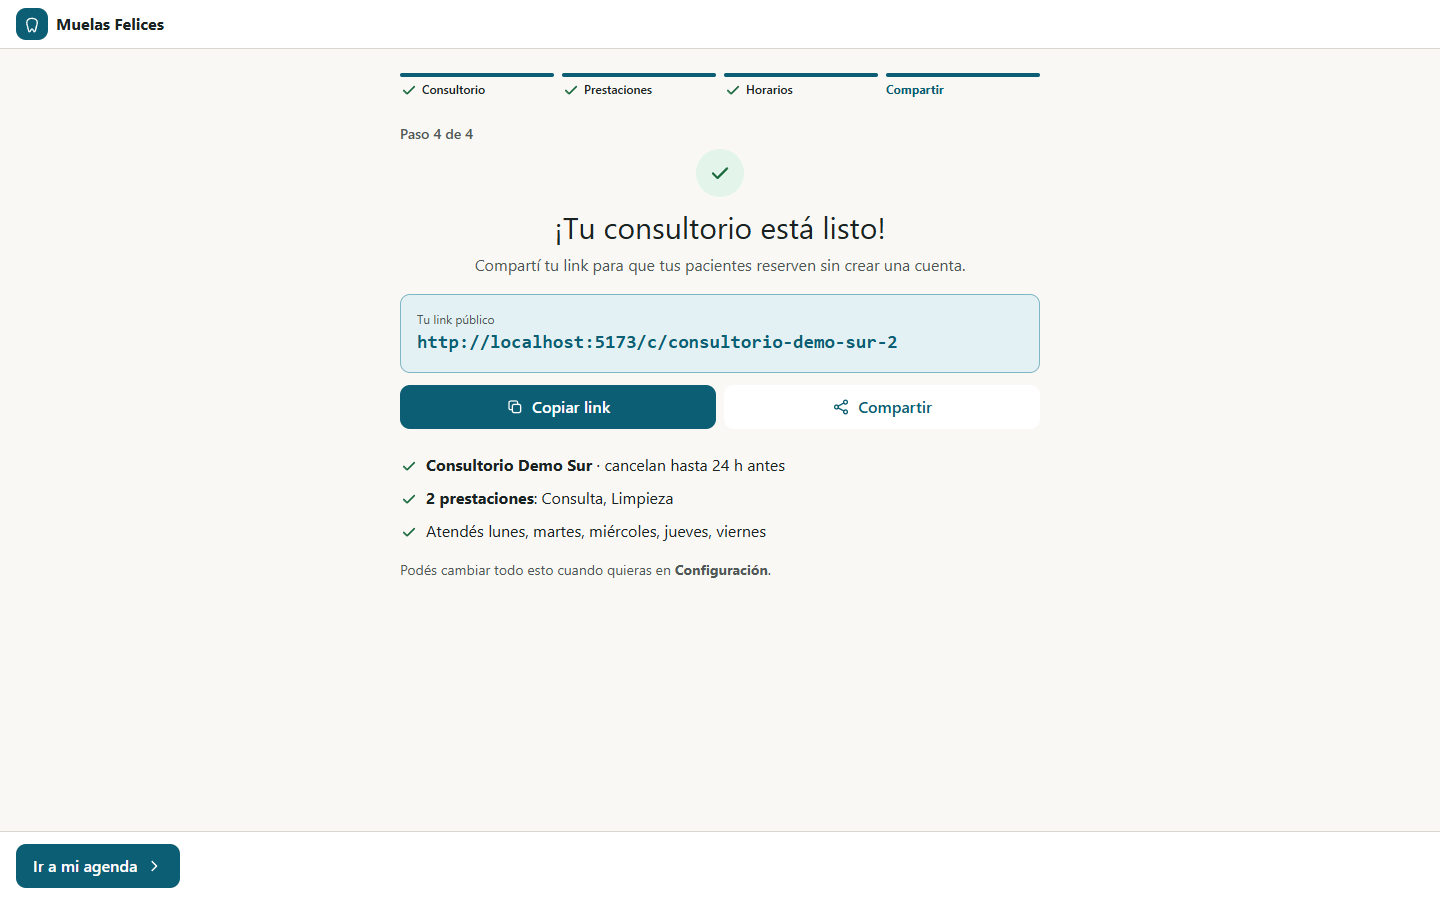 Muelas Felices
Consultorio
Prestaciones
Horarios
Compartir
Paso 4 de 4
¡Tu consultorio está listo!
Compartí tu link para que tus pacientes reserven sin crear una cuenta.
Tu link público
http://localhost:5173/c/consultorio-demo-sur-2
Copiar link
Compartir
Consultorio Demo Sur · cancelan hasta 24 h antes
2 prestaciones: Consulta, Limpieza
Atendés lunes, martes, miércoles, jueves, viernes
Podés cambiar todo esto cuando quieras en Configuración.
Ir a mi agenda